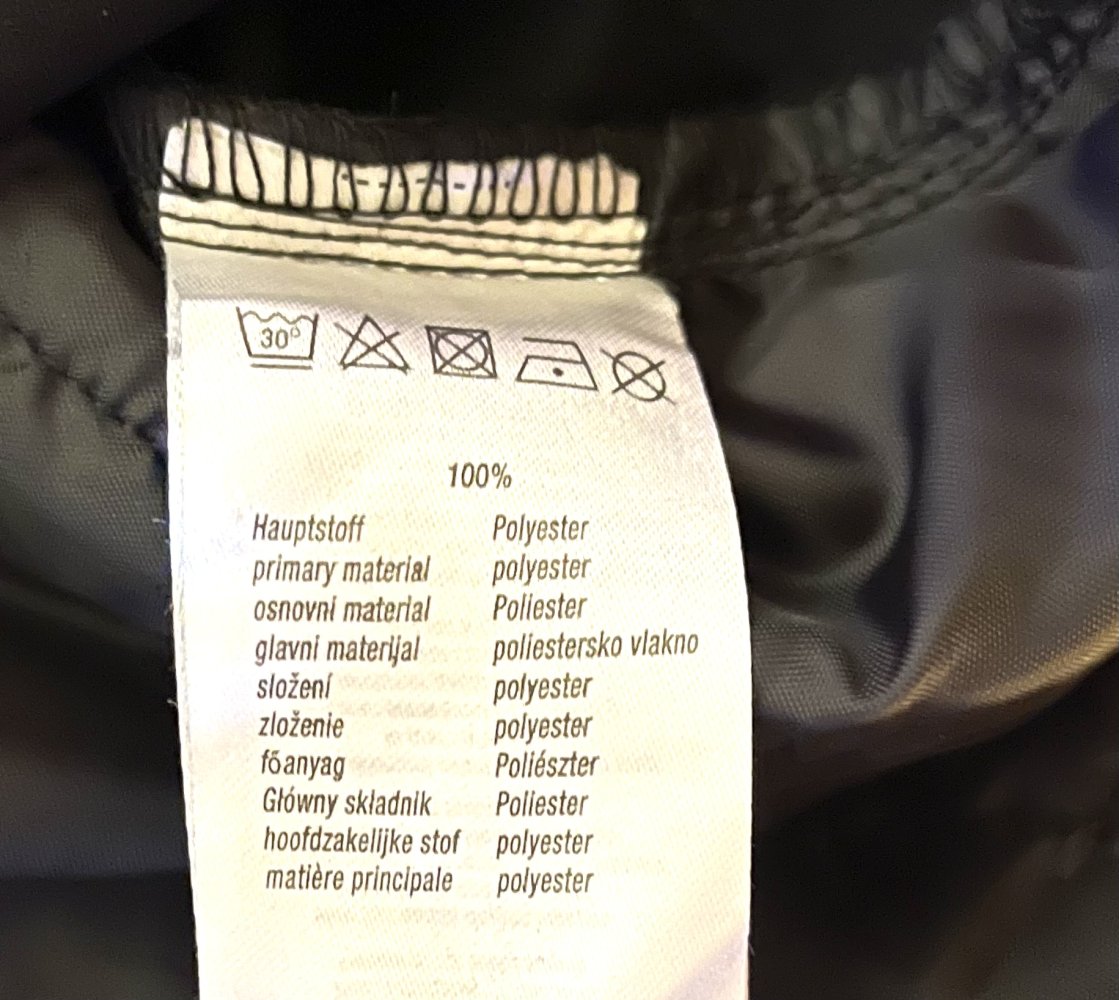 30°
100%
Hauptstoff Polyester
primary material polyester
osnovni material Poliester
glavni materijal poliestersko vlakno
složení polyester
zloženie polyester
főanyag Poliészter
Główny składnik Poliester
hoofdzakelijke stof polyester
matière principale polyester